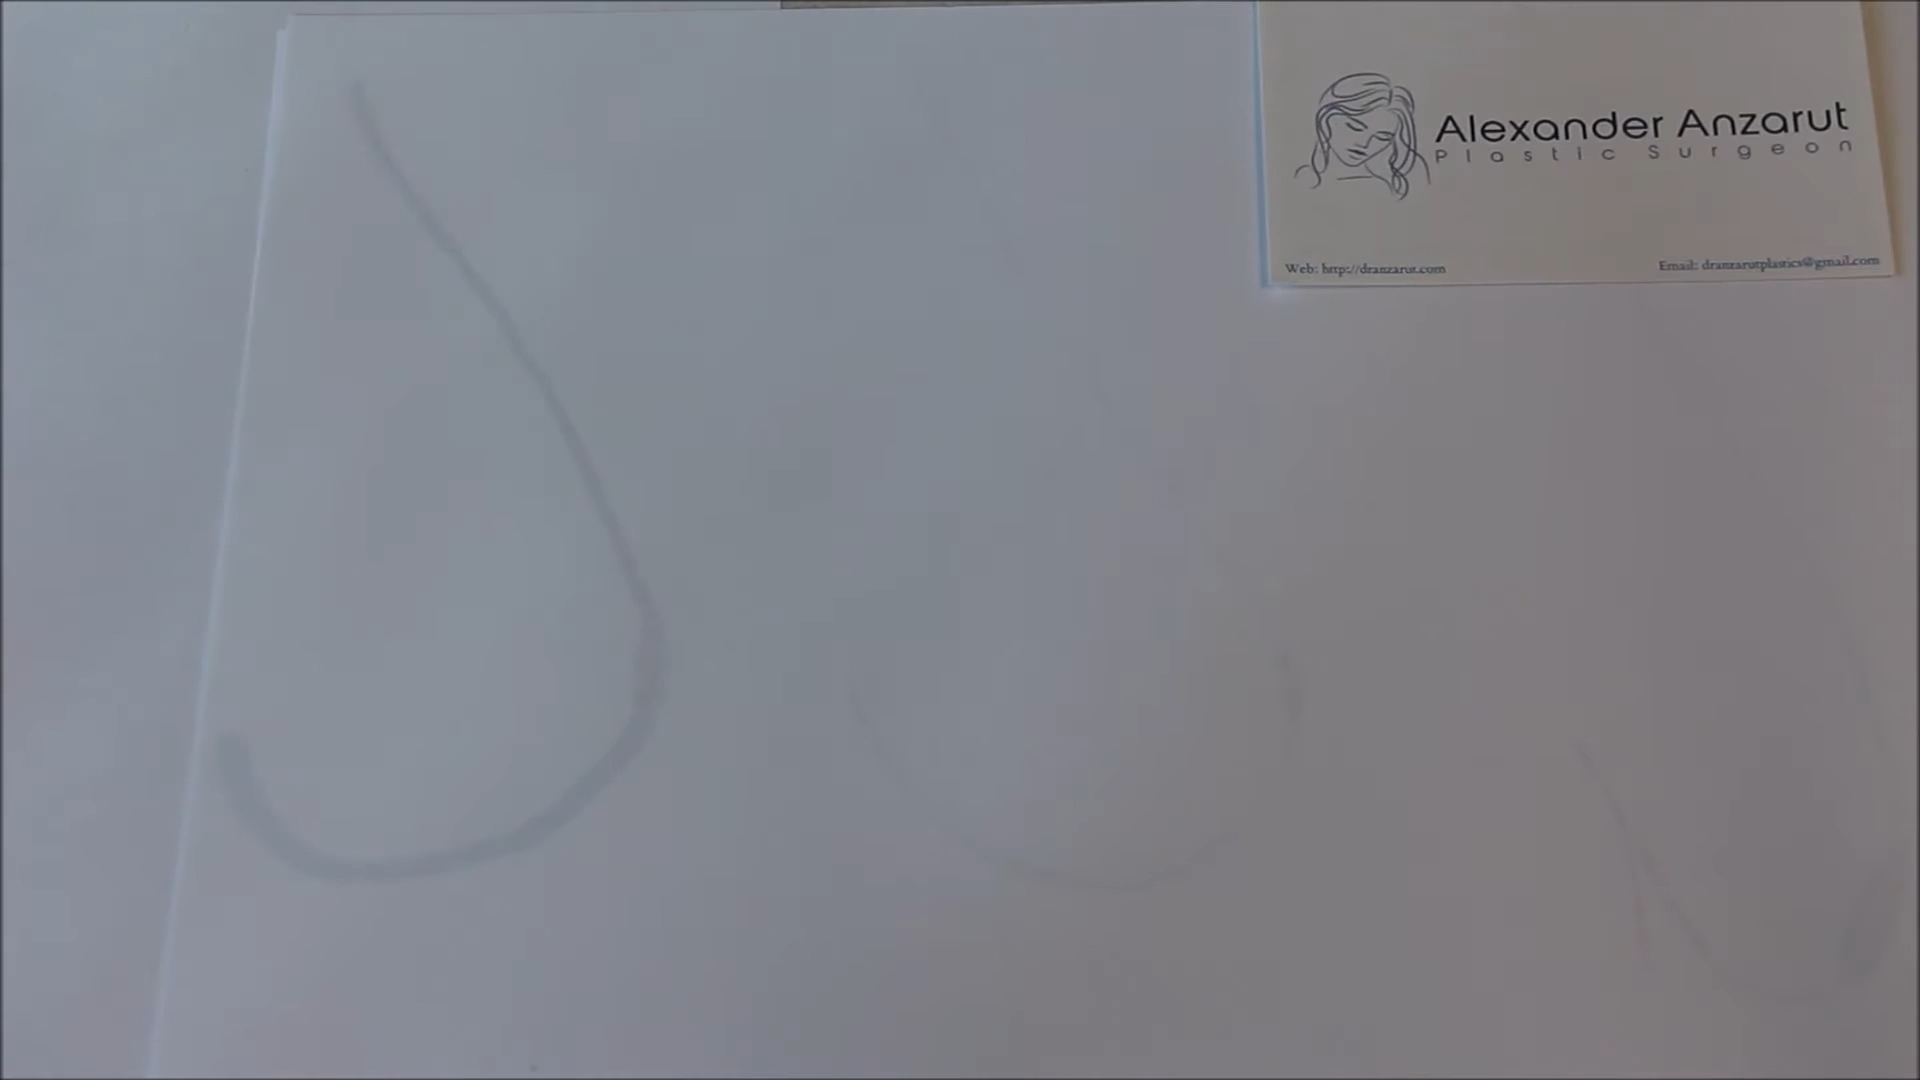 Alexander Anzarut
Plastic Surgeon
Web: http://dranzarut.com
Email: dranzarutplastics@gmail.com